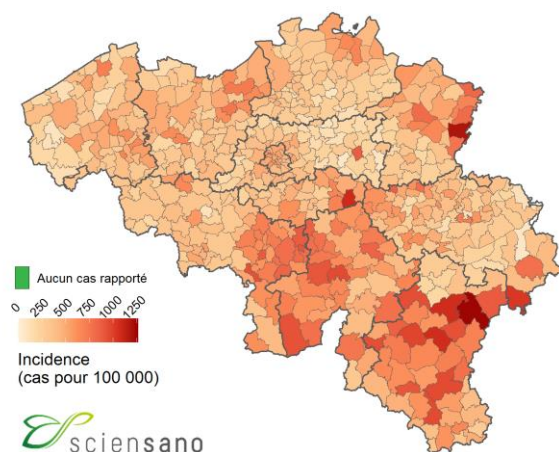 Aucun cas rapporté
0 250 500 750 1000 1250
Incidence
(cas pour 100 000)
sciensano